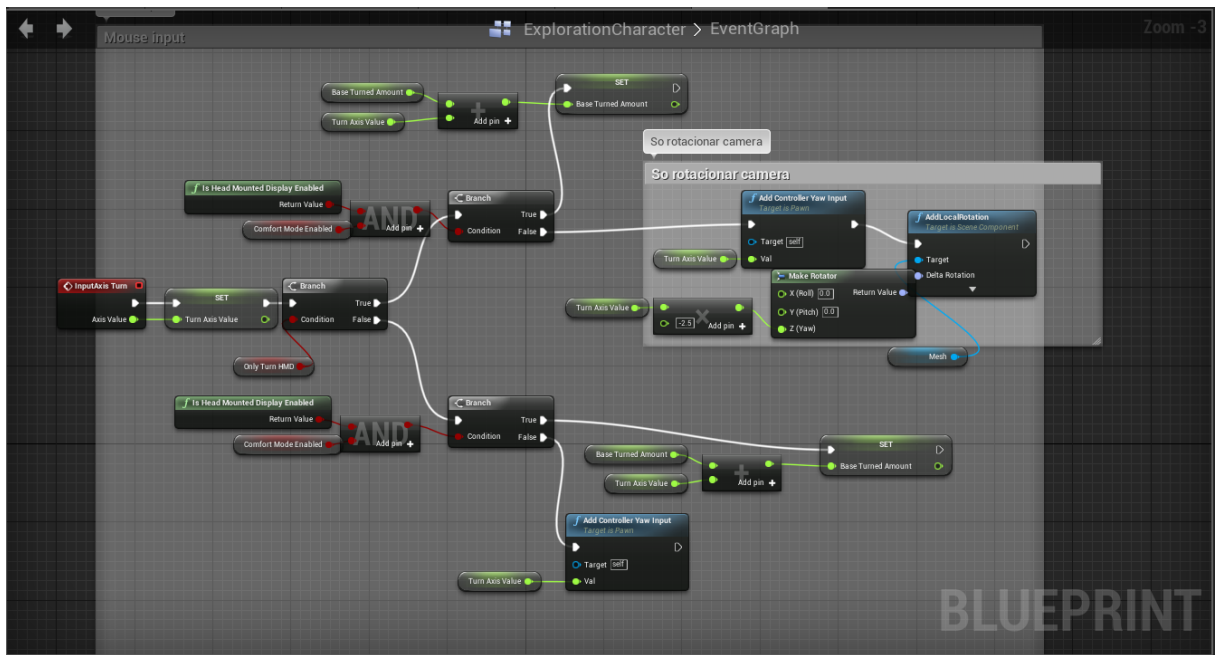 ExplorationCharacter > EventGraph
Zoom -3
Mouse input
Base Turned Amount
Turn Axis Value
Add pin +
SET
Base Turned Amount
So rotacionar camera
So rotacionar camera
f Is Head Mounted Display Enabled
Return Value
Comfort Mode Enabled
AND
Add pin +
Branch
True
Condition False
f Add Controller Yaw Input
Target is Pawn
Target self
Val
Turn Axis Value
f AddLocalRotation
Target is Scene Component
Target
Delta Rotation
Make Rotator
X (Roll) 0.0 Return Value
Y (Pitch) 0.0
Z (Yaw)
Turn Axis Value
-2.5
Add pin +
Mesh
InputAxis Turn
Axis Value
SET
Turn Axis Value
Branch
True
Condition False
Only Turn HMD
f Is Head Mounted Display Enabled
Return Value
Comfort Mode Enabled
AND
Add pin +
Branch
True
Condition False
Base Turned Amount
Turn Axis Value
Add pin +
SET
Base Turned Amount
f Add Controller Yaw Input
Target is Pawn
Target self
Val
Turn Axis Value
BLUEPRINT